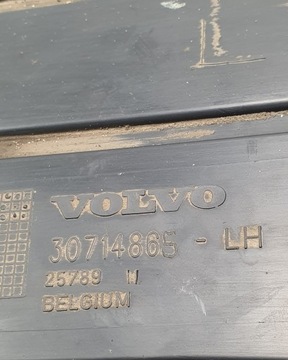 VOLVO
30714865 - LH
25789 W
BELGIUM